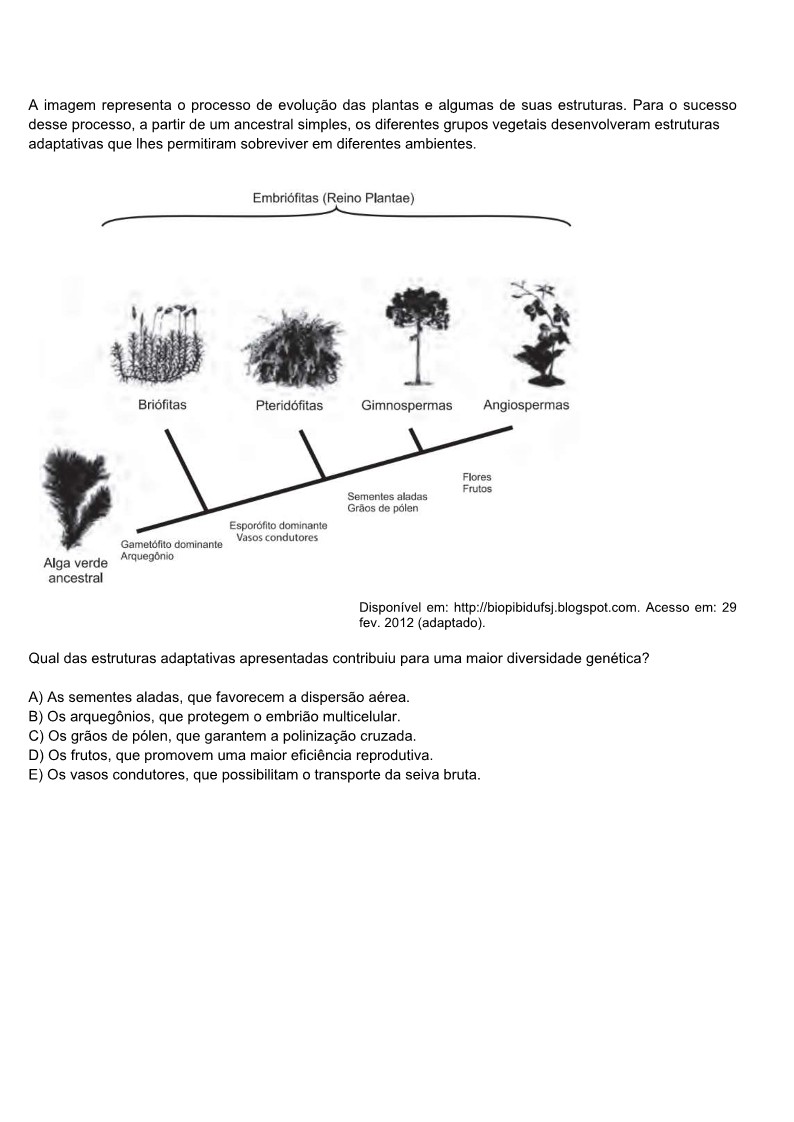 A imagem representa o processo de evolução das plantas e algumas de suas estruturas. Para o sucesso
desse processo, a partir de um ancestral simples, os diferentes grupos vegetais desenvolveram estruturas
adaptativas que lhes permitiram sobreviver em diferentes ambientes.
Embriófitas (Reino Plantae)
Briófitas
Pteridófitas
Gimnospermas
Angiospermas
Flores
Frutos
Sementes aladas
Grãos de pólen
Esporófito dominante
Vasos condutores
Gametófito dominante
Arquegônio
Alga verde
ancestral
Disponível em: http://biopibidufsj.blogspot.com. Acesso em: 29
fev. 2012 (adaptado).
Qual das estruturas adaptativas apresentadas contribuiu para uma maior diversidade genética?
A) As sementes aladas, que favorecem a dispersão aérea.
B) Os arquegônios, que protegem o embrião multicelular.
C) Os grãos de pólen, que garantem a polinização cruzada.
D) Os frutos, que promovem uma maior eficiência reprodutiva.
E) Os vasos condutores, que possibilitam o transporte da seiva bruta.